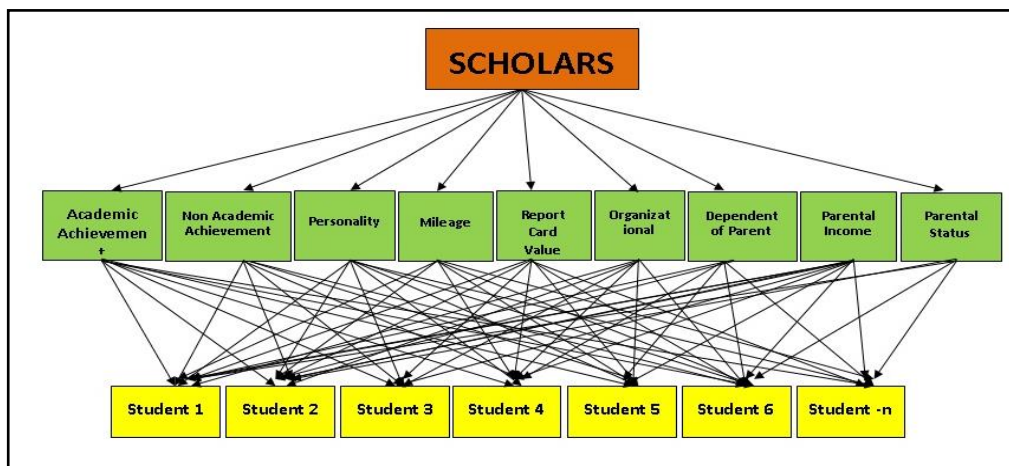 SCHOLARS
Academic
Achievemen
+
Non Academic
Achievement
Personality
Mileage
Report
Card
Value
Organizat
ional
Dependent
of Parent
Parental
Income
Parental
Status
Student 1
Student 2
Student 3
Student 4
Student 5
Student 6
Student -n